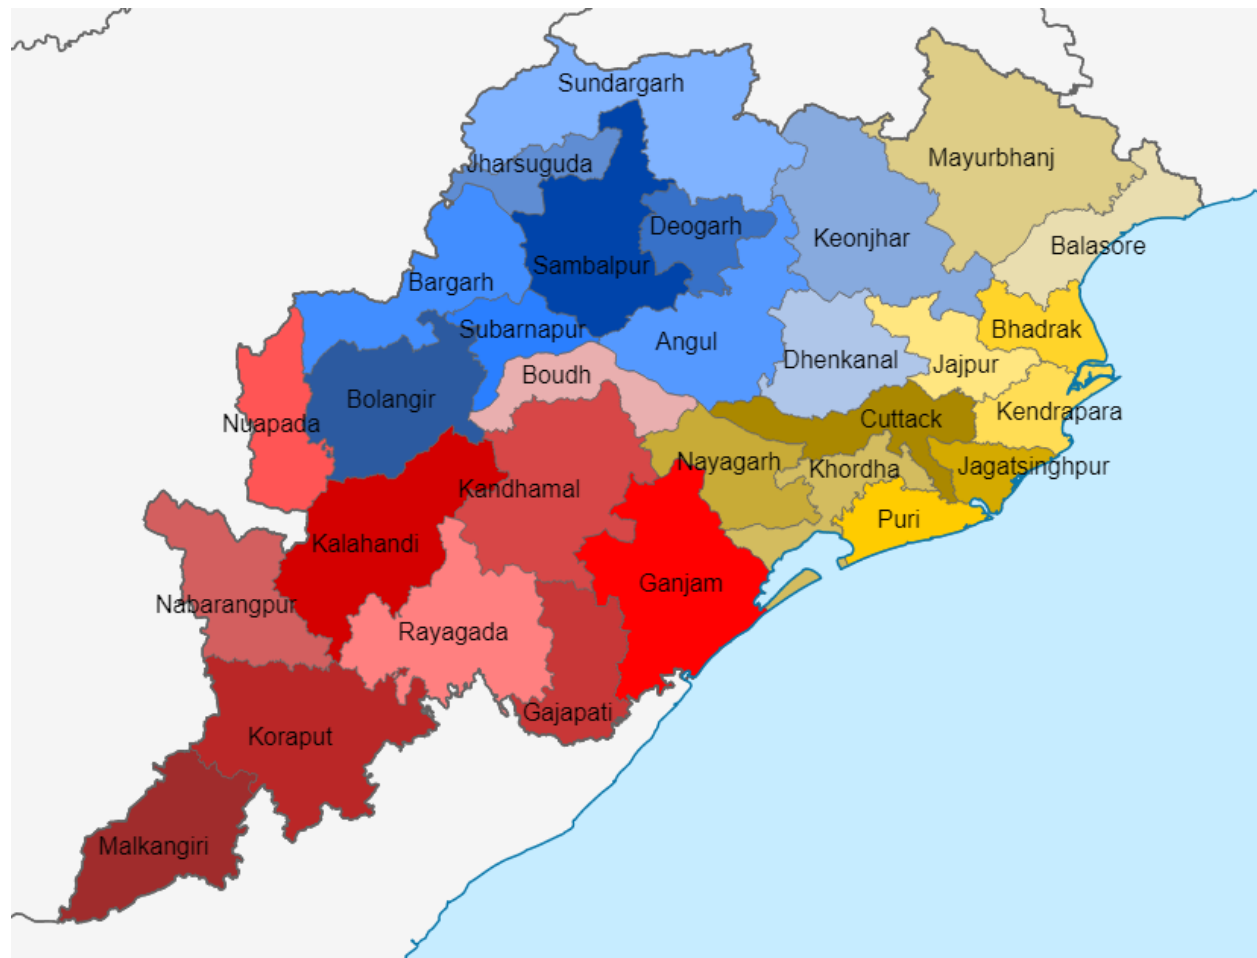 Sundargarh
Jharsuguda
Mayurbhanj
Deogarh
Keonjhar
Balasore
Sambalpur
Bargarh
Subarnapur
Angul
Bhadrak
Dhenkanal
Jajpur
Boudh
Bolangir
Nuapada
Cuttack
Kendrapara
Nayagarh
Khordha
Jagatsinghpur
Kandhamal
Puri
Kalahandi
Ganjam
Nabarangpur
Rayagada
Gajapati
Koraput
Malkangiri